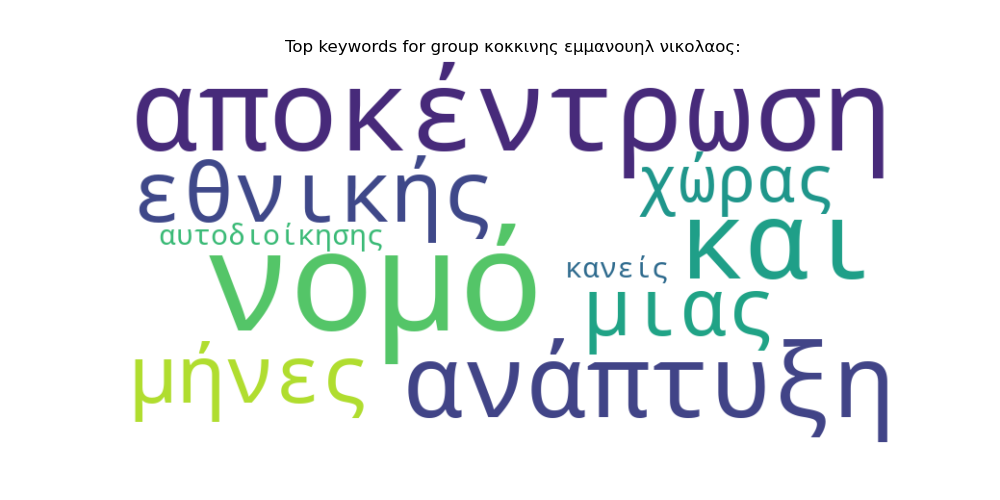 Top keywords for group κοκκινης εμμανουηλ νικολαος:
αποκέντρωση
εθνικής
χώρας
αυτοδιοίκησης
και
νομό
κανείς
μιας
μήνες
ανάπτυξη